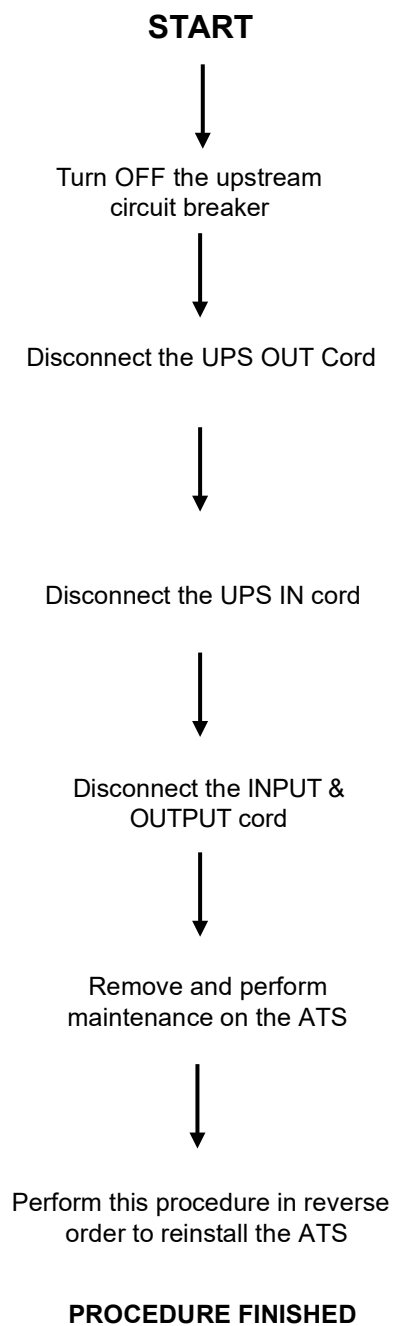 START
Turn OFF the upstream
circuit breaker
Disconnect the UPS OUT Cord
Disconnect the UPS IN cord
Disconnect the INPUT &
OUTPUT cord
Remove and perform
maintenance on the ATS
Perform this procedure in reverse
order to reinstall the ATS
PROCEDURE FINISHED